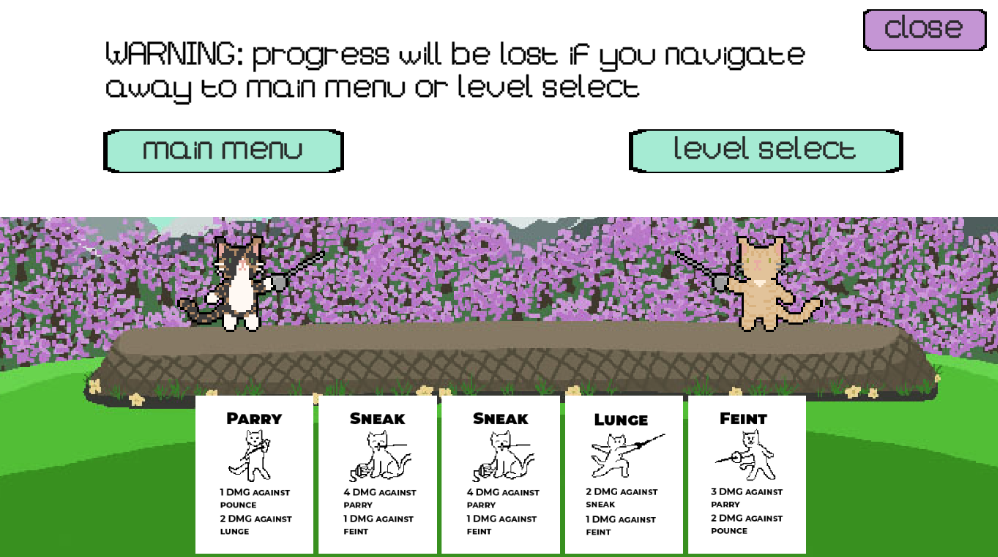 close
WARNING: progress will be lost if you navigate
away to main menu or level select
main menu
level select
PARRY
1 DMG AGAINST
POUNCE
2 DMG AGAINST
LUNGE
SNEAK
4 DMG AGAINST
PARRY
1 DMG AGAINST
FEINT
SNEAK
4 DMG AGAINST
PARRY
1 DMG AGAINST
FEINT
LUNGE
2 DMG AGAINST
SNEAK
1 DMG AGAINST
FEINT
FEINT
3 DMG AGAINST
PARRY
2 DMG AGAINST
POUNCE